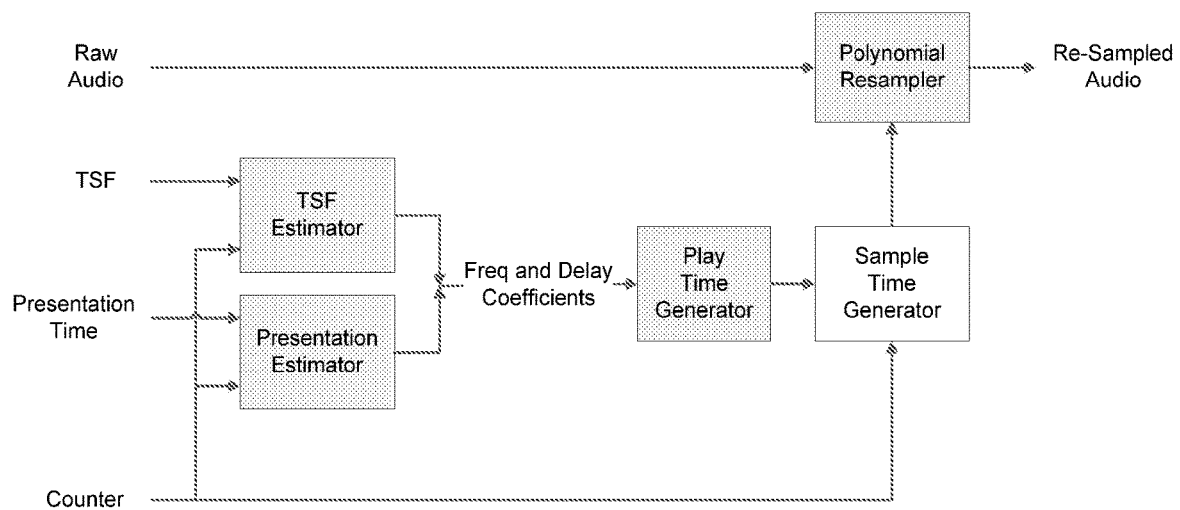 Raw
Audio
Polynomial
Resampler
Re-Sampled
Audio
TSF
TSF
Estimator
Presentation
Time
Presentation
Estimator
Freq and Delay
Coefficients
Play
Time
Generator
Sample
Time
Generator
Counter